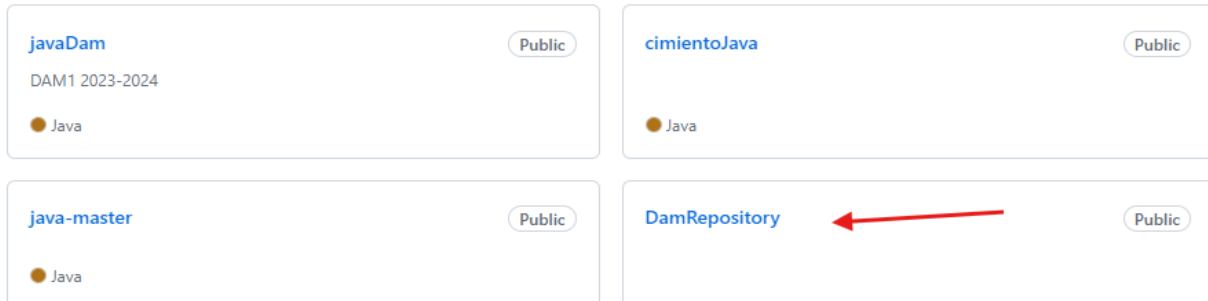 javaDam Public
DAM1 2023-2024
Java
cimientoJava Public
Java
java-master Public
Java
DamRepository Public